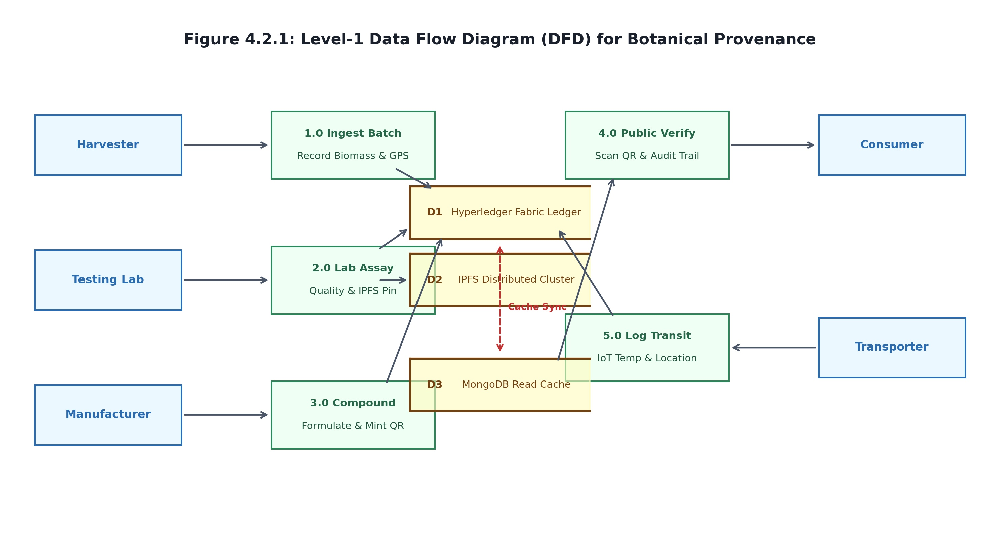 Figure 4.2.1: Level-1 Data Flow Diagram (DFD) for Botanical Provenance
Harvester
1.0 Ingest Batch
Record Biomass & GPS
4.0 Public Verify
Scan QR & Audit Trail
Consumer
D1 Hyperledger Fabric Ledger
Testing Lab
2.0 Lab Assay
Quality & IPFS Pin
D2 IPFS Distributed Cluster
Cache Sync
5.0 Log Transit
IoT Temp & Location
Transporter
D3 MongoDB Read Cache
Manufacturer
3.0 Compound
Formulate & Mint QR